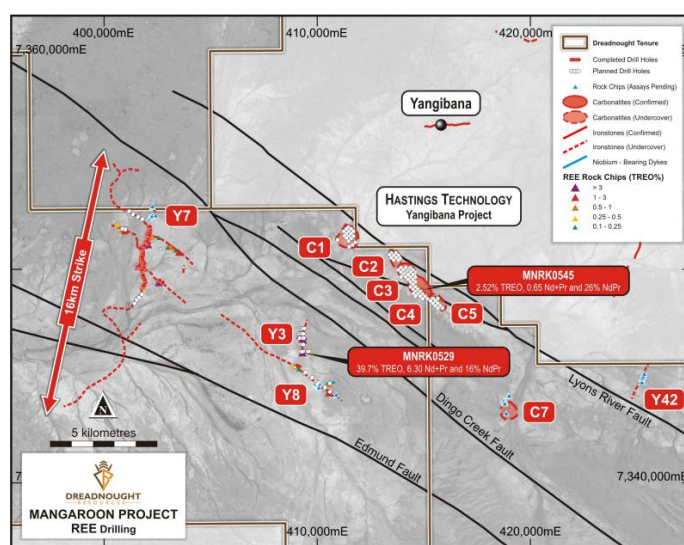 400,000mE
410,000mE
420,000mE
7,360,000mN
Dreadnought Tenure
Completed Drill Holes
Planned Drill Holes
Rock Chips (Assays Pending)
Carbonatites (Confirmed)
Carbonatites (Undercover)
Ironstones (Confirmed)
Ironstones (Undercover)
Niobium - Bearing Dykes
REE Rock Chips (TREO%)
> 3
1 - 3
0.5 - 1
0.25 - 0.5
0.1 - 0.25
Yangibana
HASTINGS TECHNOLOGY
Yangibana Project
Y7
C1
C2
C3
C4
C5
MNRK0545
2.52% TREO, 0.65 Nd+Pr and 26% NdPr
16km Strike
Y3
MNRK0529
39.7% TREO, 6.30 Nd+Pr and 16% NdPr
Y8
C7
Y42
Lyons River Fault
Dingo Creek Fault
Edmund Fault
N
5 kilometres
DREADNOUGHT
RESOURCES
MANGAROON PROJECT
REE Drilling
7,340,000mN
410,000mE
420,000mE